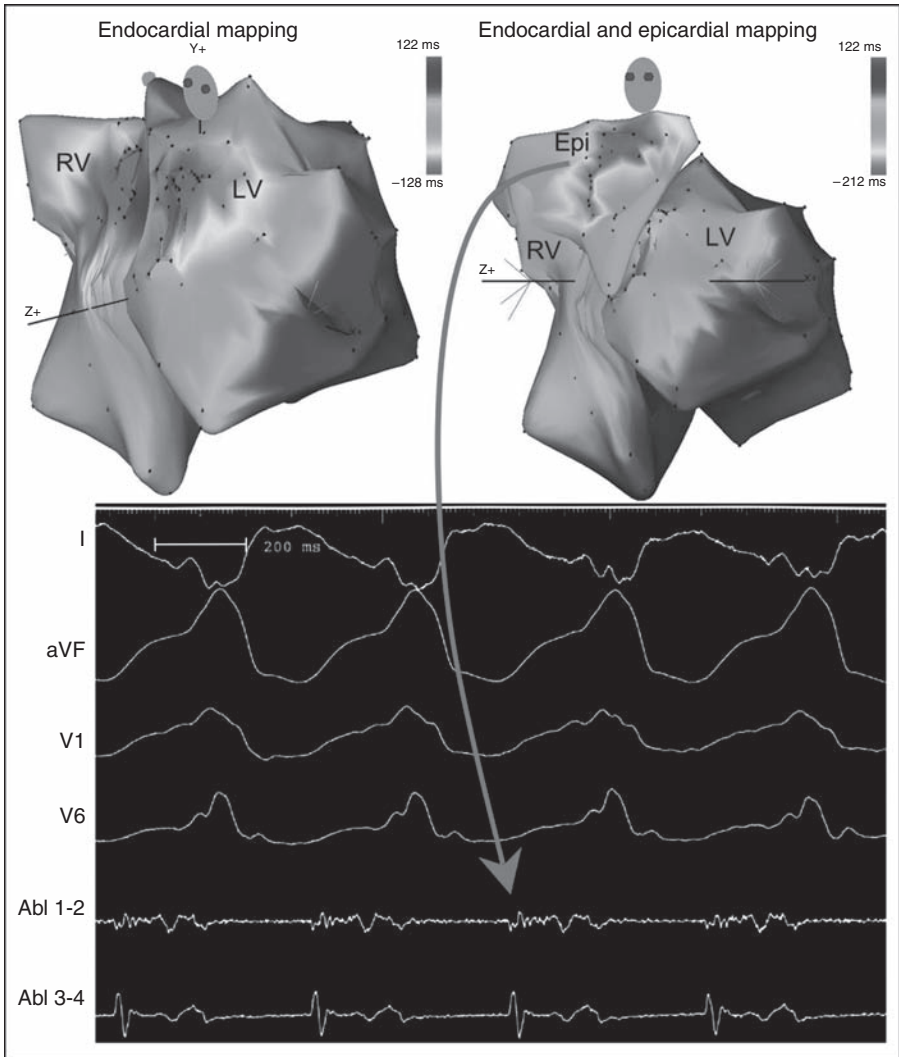 Endocardial mapping
Endocardial and epicardial mapping
Y+
122 ms
122 ms
RV
LV
Epi
−128 ms
−212 ms
RV
LV
Z+
Z+
I
200 ms
aVF
V1
V6
Abl 1-2
Abl 3-4